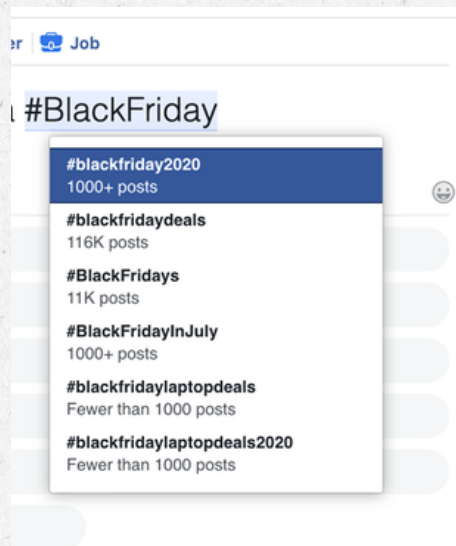 er Job
#BlackFriday
#blackfriday2020
1000+ posts
#blackfridaydeals
116K posts
#BlackFridays
11K posts
#BlackFridayInJuly
1000+ posts
#blackfridaylaptopdeals
Fewer than 1000 posts
#blackfridaylaptopdeals2020
Fewer than 1000 posts